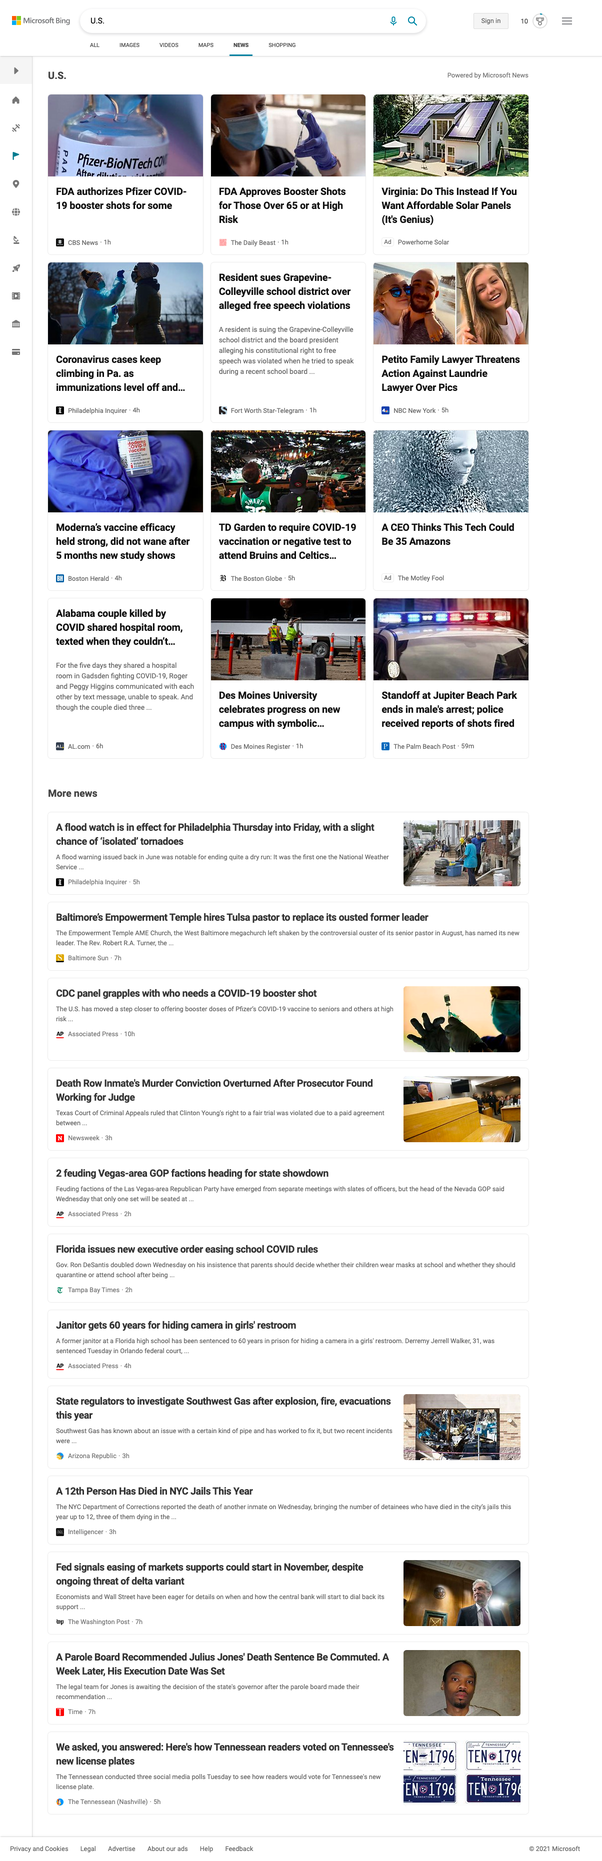 Microsoft Bing
U.S.
Sign in
10
ALL
IMAGES
VIDEOS
MAPS
NEWS
SHOPPING
U.S.
Powered by Microsoft News
Pfizer-BioNTech COV
After dilution
FDA authorizes Pfizer COVID-
19 booster shots for some
CBS News · 1h
FDA Approves Booster Shots
for Those Over 65 or at High
Risk
The Daily Beast · 1h
Virginia: Do This Instead If You
Want Affordable Solar Panels
(It's Genius)
Ad Powerhome Solar
Coronavirus cases keep
climbing in Pa. as
immunizations level off and...
Philadelphia Inquirer · 4h
Resident sues Grapevine-
Colleyville school district over
alleged free speech violations
A resident is suing the Grapevine-Colleyville
school district and the board president
alleging his constitutional right to free
speech was violated when he tried to speak
during a recent school board ...
Fort Worth Star-Telegram · 1h
Petito Family Lawyer Threatens
Action Against Laundrie
Lawyer Over Pics
NBC New York · 5h
Moderna's vaccine efficacy
held strong, did not wane after
5 months new study shows
Boston Herald · 4h
TD Garden to require COVID-19
vaccination or negative test to
attend Bruins and Celtics...
The Boston Globe · 5h
A CEO Thinks This Tech Could
Be 35 Amazons
Ad The Motley Fool
Alabama couple killed by
COVID shared hospital room,
texted when they couldn't...
For the five days they shared a hospital
room in Gadsden fighting COVID-19, Roger
and Peggy Higgins communicated with each
other by text message, unable to speak. And
though the couple died three ...
AL.com · 6h
Des Moines University
celebrates progress on new
campus with symbolic...
Des Moines Register · 1h
Standoff at Jupiter Beach Park
ends in male's arrest; police
received reports of shots fired
The Palm Beach Post · 59m
More news
A flood watch is in effect for Philadelphia Thursday into Friday, with a slight
chance of 'isolated' tornadoes
A flood warning issued back in June was notable for ending quite a dry run: It was the first one the National Weather
Service ...
Philadelphia Inquirer · 5h
Baltimore's Empowerment Temple hires Tulsa pastor to replace its ousted former leader
The Empowerment Temple AME Church, the West Baltimore megachurch left shaken by the controversial ouster of its senior pastor in August, has named its new
leader. The Rev. Robert R.A. Turner, the ...
Baltimore Sun · 7h
CDC panel grapples with who needs a COVID-19 booster shot
The U.S. has moved a step closer to offering booster doses of Pfizer's COVID-19 vaccine to seniors and others at high
risk ...
AP Associated Press · 10h
Death Row Inmate's Murder Conviction Overturned After Prosecutor Found
Working for Judge
Texas Court of Criminal Appeals ruled that Clinton Young's right to a fair trial was violated due to a paid agreement
between ...
Newsweek · 3h
2 feuding Vegas-area GOP factions heading for state showdown
Feuding factions of the Las Vegas-area Republican Party have emerged from separate meetings with slates of officers, but the head of the Nevada GOP said
Wednesday that only one set will be seated at ...
AP Associated Press · 2h
Florida issues new executive order easing school COVID rules
Gov. Ron DeSantis doubled down Wednesday on his insistence that parents should decide whether their children wear masks at school and whether they should
quarantine or attend school after being ...
Tampa Bay Times · 2h
Janitor gets 60 years for hiding camera in girls' restroom
A former janitor at a Florida high school has been sentenced to 60 years in prison for hiding a camera in a girls' restroom. Derremy Jerrell Walker, 31, was
sentenced Tuesday in Orlando federal court, ...
AP Associated Press · 4h
State regulators to investigate Southwest Gas after explosion, fire, evacuations
this year
Southwest Gas has known about an issue with a certain kind of pipe and has worked to fix it, but two recent incidents
were ...
Arizona Republic · 3h
A 12th Person Has Died in NYC Jails This Year
The NYC Department of Corrections reported the death of another inmate on Wednesday, bringing the number of detainees who have died in the city's jails this
year up to 12, three of them dying in the ...
Intelligencer · 3h
Fed signals easing of markets supports could start in November, despite
ongoing threat of delta variant
Economists and Wall Street have been eager for details on when and how the central bank will start to dial back its
support ...
wp The Washington Post · 7h
A Parole Board Recommended Julius Jones' Death Sentence Be Commuted. A
Week Later, His Execution Date Was Set
The legal team for Jones is awaiting the decision of the state's governor after the parole board made their
recommendation ...
Time · 7h
We asked, you answered: Here's how Tennessean readers voted on Tennessee's
new license plates
The Tennessean conducted three social media polls Tuesday to see how readers would vote for Tennessee's new
license plate.
The Tennessean (Nashville) · 5h
Privacy and Cookies
Legal
Advertise
About our ads
Help
Feedback
© 2021 Microsoft